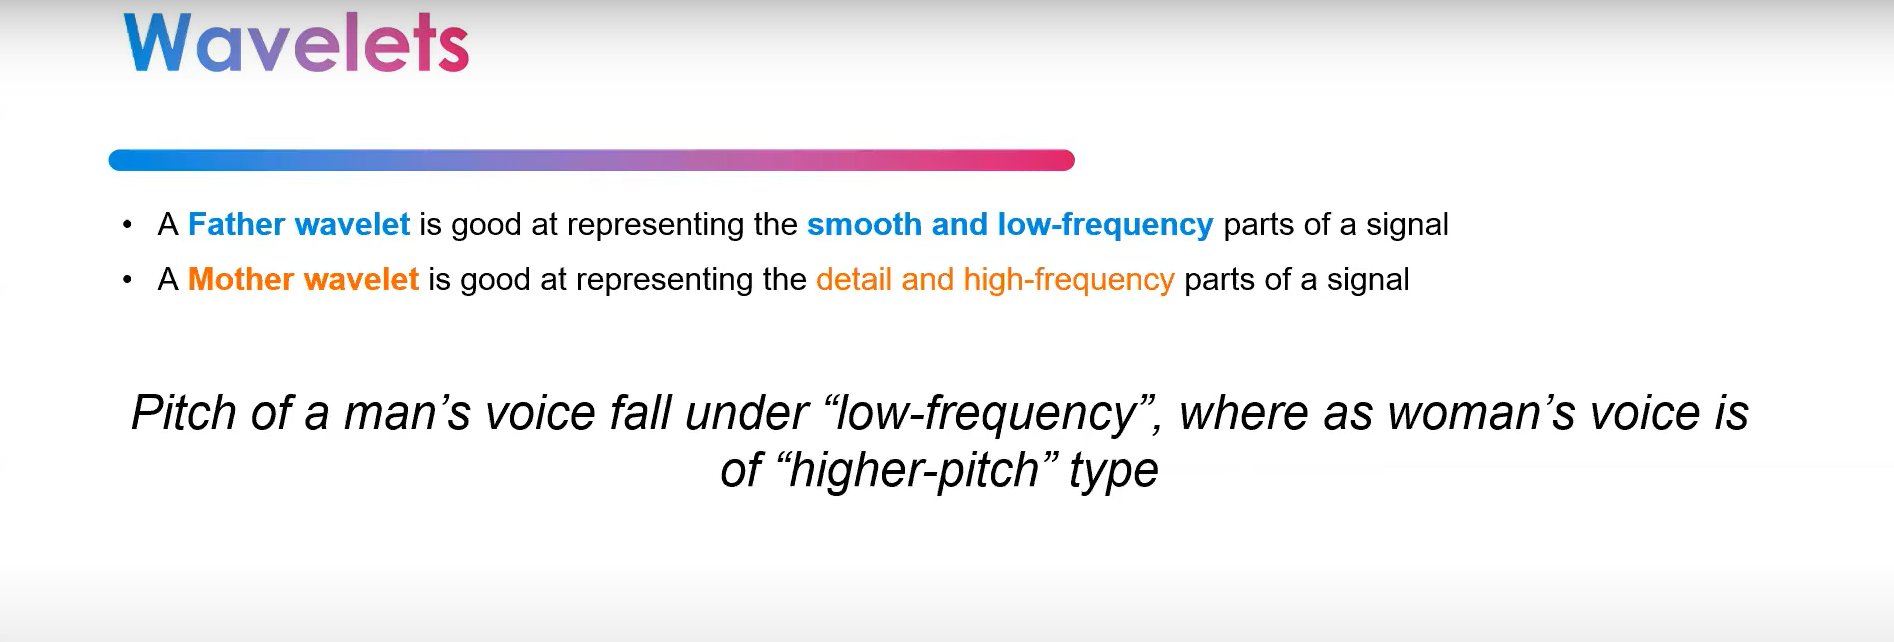 Wavelets
• A Father wavelet is good at representing the smooth and low-frequency parts of a signal
• A Mother wavelet is good at representing the detail and high-frequency parts of a signal
Pitch of a man’s voice fall under “low-frequency”, where as woman’s voice is
of “higher-pitch” type